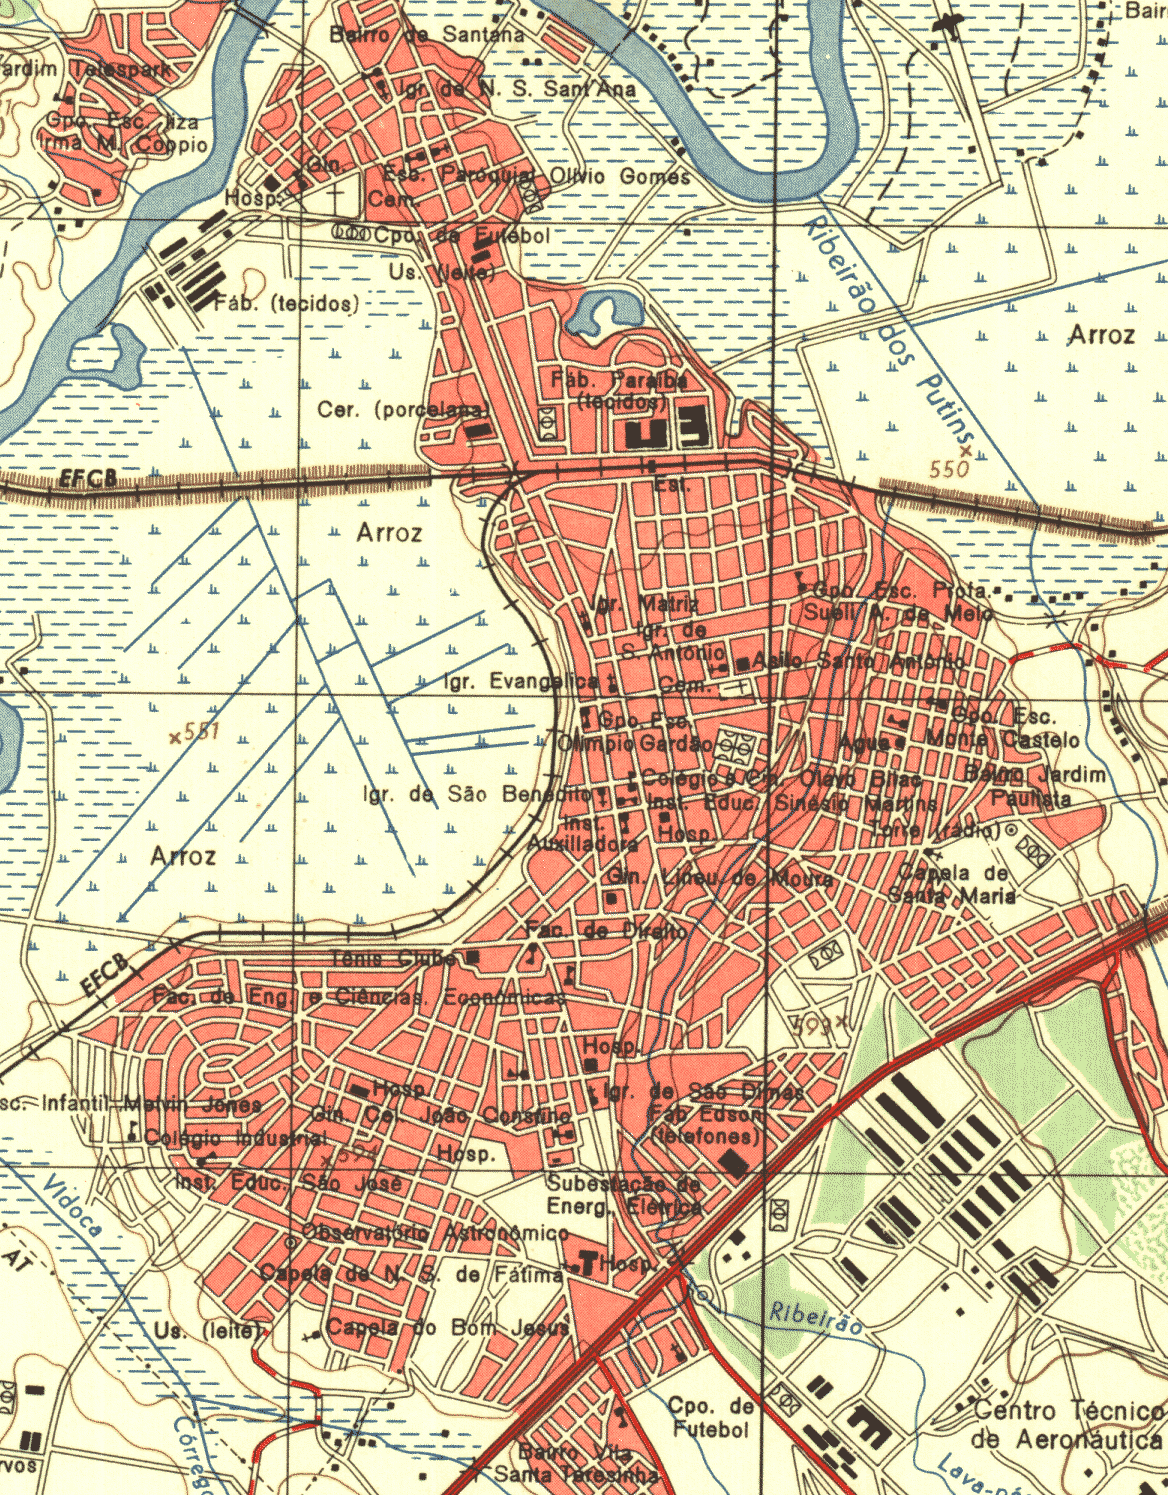 Bairro de Santana
Jardim Telespark
Igr. de N. S. Sant'Ana
Gpo. Esc. Iza
Irmã M. Coppio
Gin.
Esc. Paroquial Olívio Gomes
Hosp.
Cem.
Cpo. de Futebol
Us. (leite)
Fáb. (tecidos)
Ribeirão dos Putins
Arroz
Fáb. Paraíba
(tecidos)
Cer. (porcelana)
550
EFCB
Est.
Arroz
Gpo. Esc. Profa.
Sueli A. de Melo
Igr. Matriz
Igr. de
S. Antônio
Asilo Santo Antônio
Igr. Evangélica
Cem.
551
Gpo. Esc.
Olímpio Gardão
Gpo. Esc.
Monte Castelo
Água
Colégio e Gin. Olavo Bilac
Bairro Jardim
Paulista
Igr. de São Benedito
Inst. Educ. Sinésio Martins
Inst.
Auxiliadora
Hosp.
Torre (rádio)
Arroz
Gin. Lineu de Moura
Capela de
Santa Maria
Fac. de Direito
Tênis Clube
EFCB
Fac. de Eng. e Ciências Econômicas
593
Hosp.
Hosp.
Igr. de São Dimas
Esc. Infantil Melvin Jones
Gin. Cel. João Consino
Fáb. Edson
(telefones)
Colégio Industrial
594
Hosp.
Inst. Educ. São José
Subestação de
Energ. Elétrica
Vidoca
Observatório Astronômico
AT
Hosp.
Capela de N. S. de Fátima
Ribeirão
Us. (leite)
Capela do Bom Jesus
Cpo. de
Futebol
Centro Técnico
de Aeronáutica
Córrego
Bairro Vila
Santa Teresinha